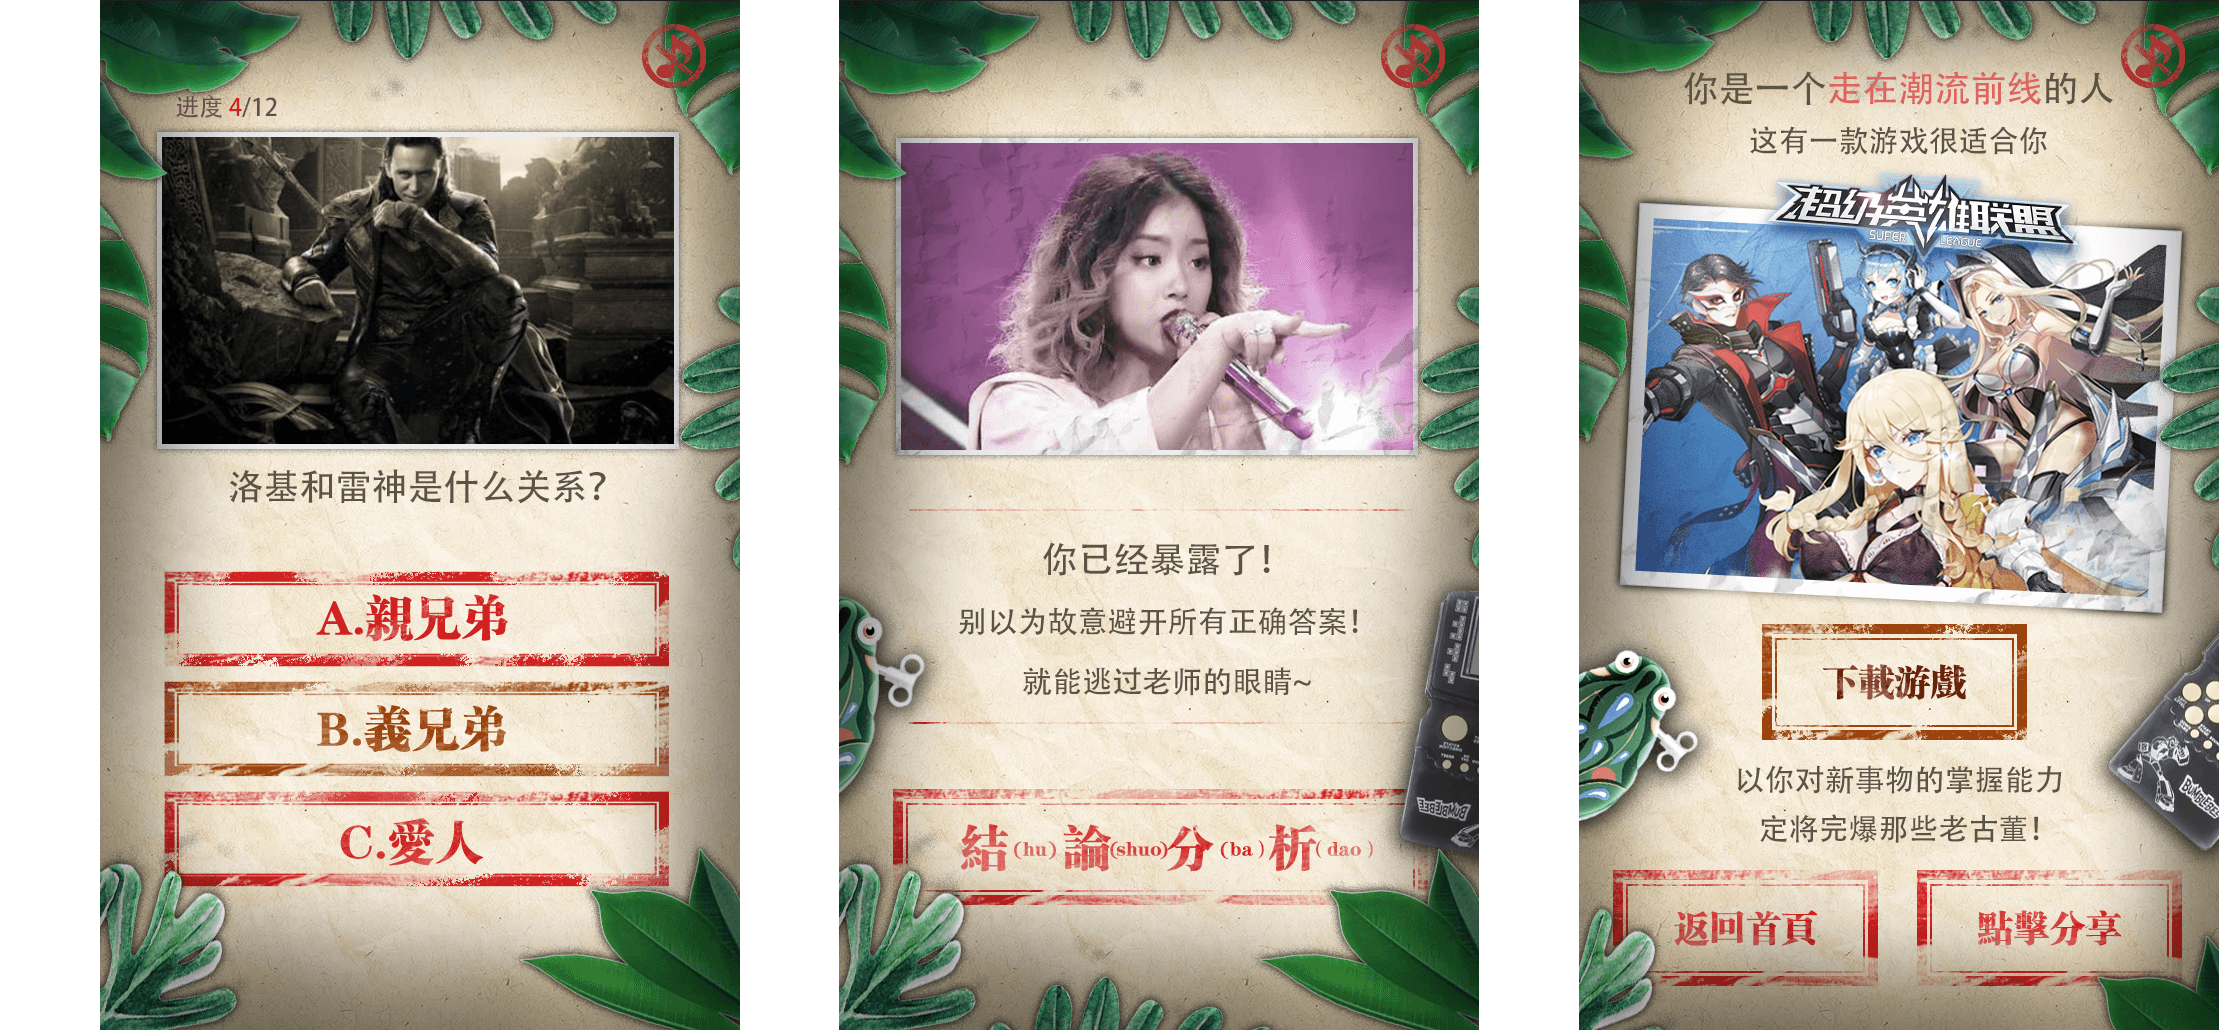 进度 4/12
洛基和雷神是什么关系?
A.親兄弟
B.義兄弟
C.愛人
你已经暴露了!
别以为故意避开所有正确答案!
就能逃过老师的眼睛~
BUMBLEBEE
結(hu)論(shuo)分(ba)析(dao)
你是一个走在潮流前线的人
这有一款游戏很适合你
超级英雄联盟
SUPER LEAGUE
下載游戲
以你对新事物的掌握能力
定将完爆那些老古董!
BUMBLEBEE
返回首頁
點擊分享